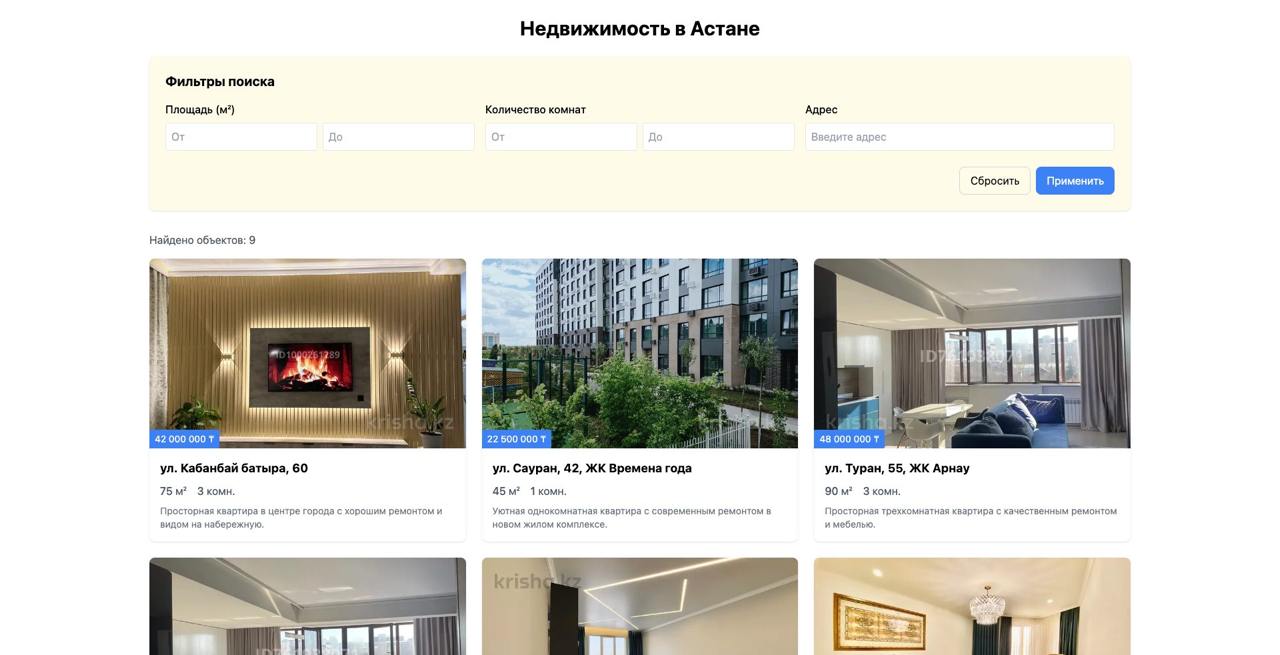 Недвижимость в Астане
Фильтры поиска
Площадь (м²)
Количество комнат
Адрес
От
До
От
До
Введите адрес
Сбросить
Применить
Найдено объектов: 9
ID1000261789
krisha.kz
42 000 000 ₸
ул. Кабанбай батыра, 60
75 м² 3 комн.
Просторная квартира в центре города с хорошим ремонтом и
видом на набережную.
krisha.kz
22 500 000 ₸
ул. Сауран, 42, ЖК Времена года
45 м² 1 комн.
Уютная однокомнатная квартира с современным ремонтом в
новом жилом комплексе.
krisha.kz
48 000 000 ₸
ул. Туран, 55, ЖК Арнау
90 м² 3 комн.
Просторная трехкомнатная квартира с качественным ремонтом
и мебелью.
krisha.kz